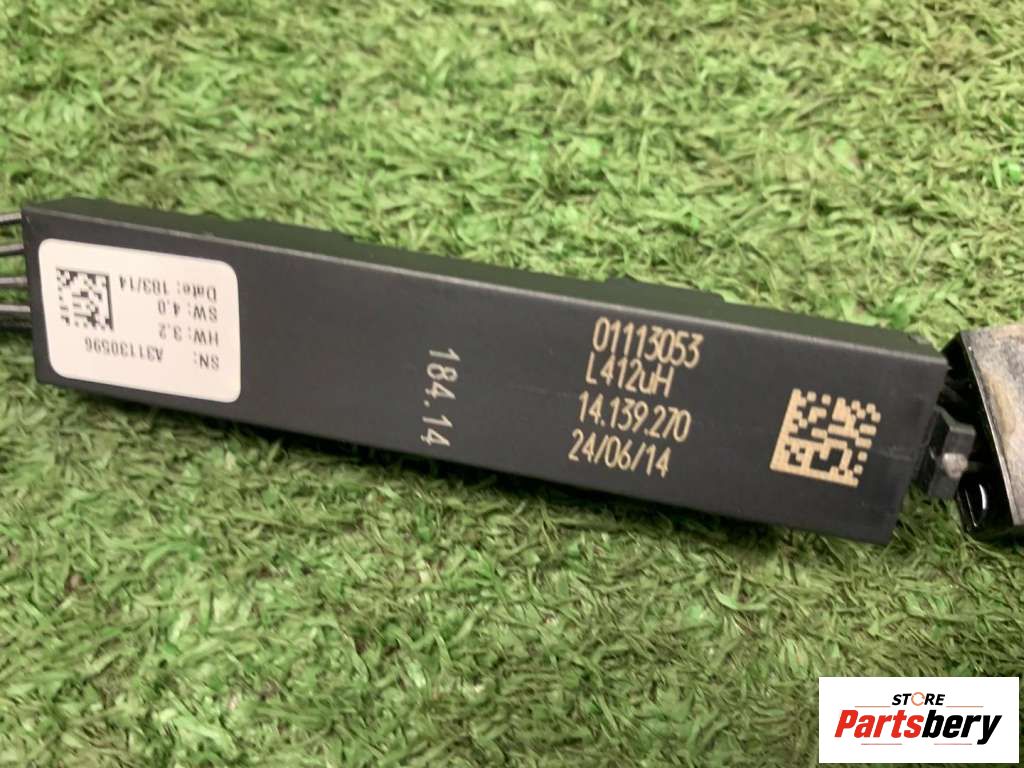 SN:
A31130596
HW: 3.2
SW: 4.0
Date: 183/14
184.14
01113053
L412uH
14.139.270
24/06/14
STORE
Partsbery